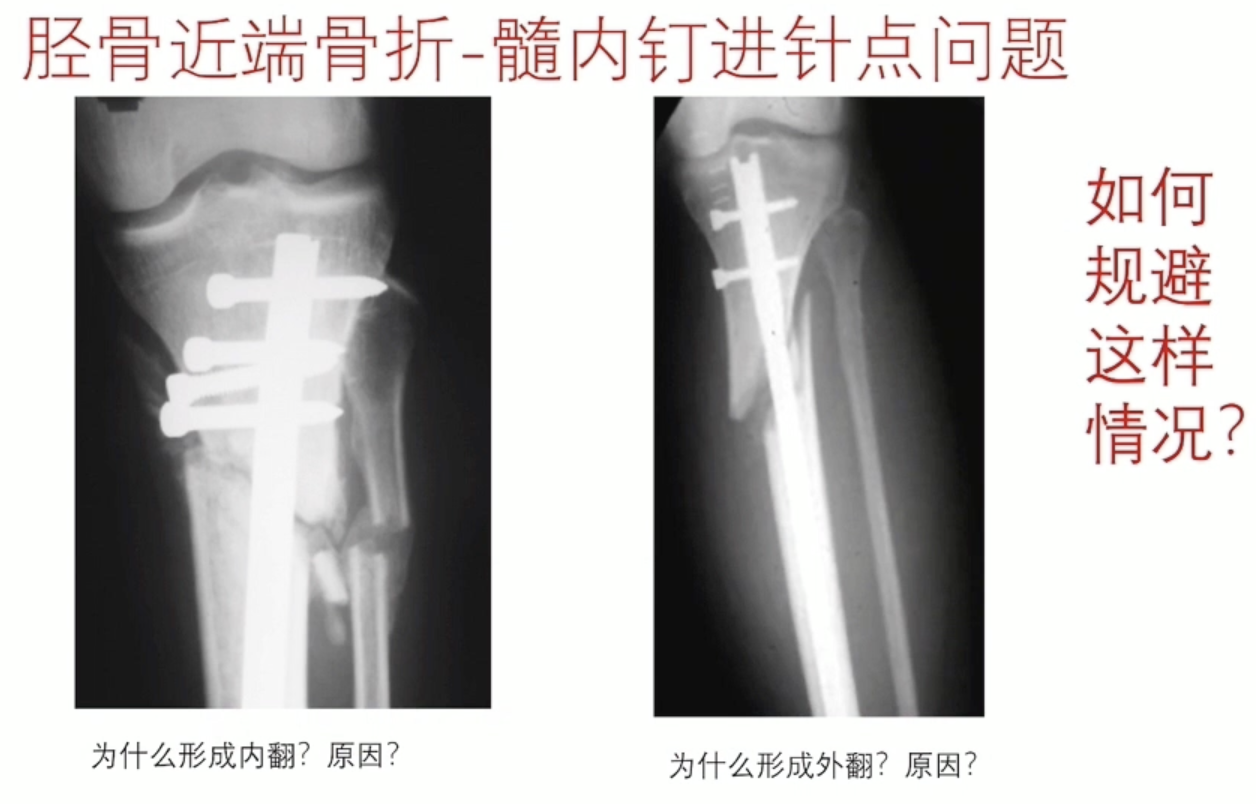 胫骨近端骨折-髓内钉进针点问题
如何
规避
这样
情况?
为什么形成内翻? 原因?
为什么形成外翻? 原因?